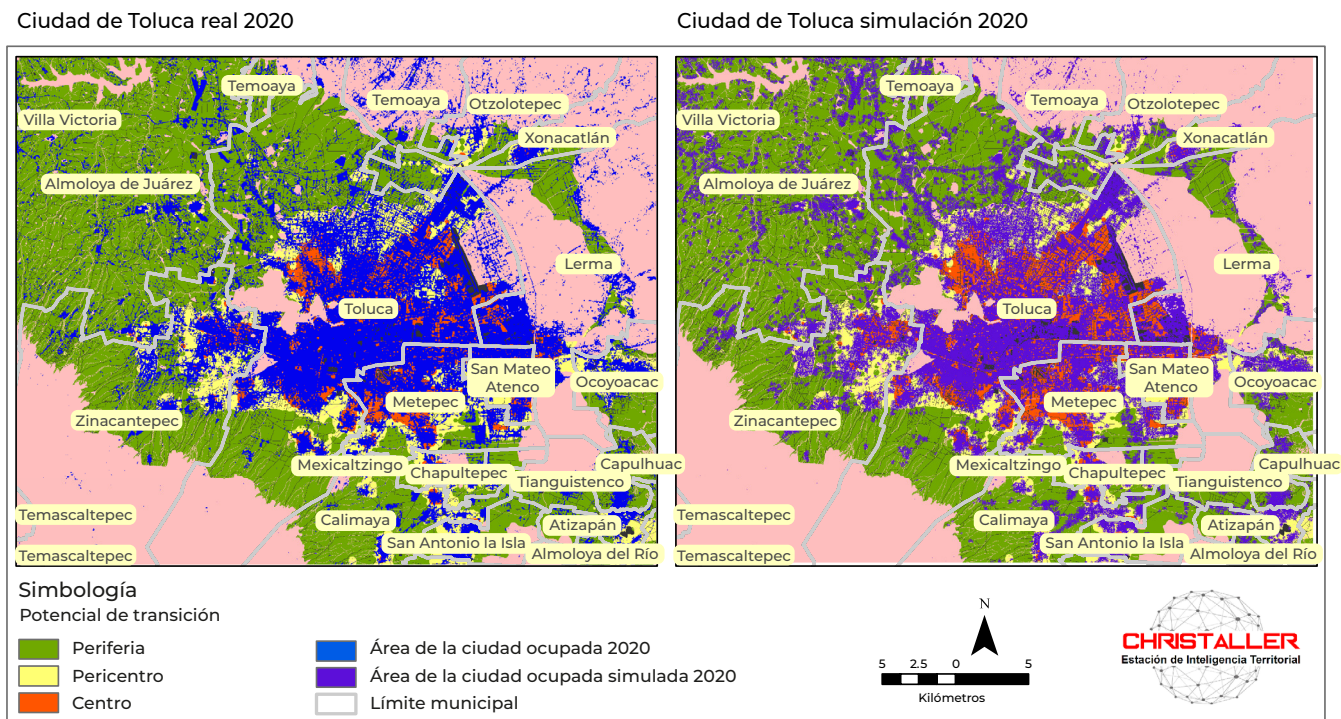 Ciudad de Toluca real 2020
Ciudad de Toluca simulación 2020
Temoaya
Temoaya
Otzolotepec
Villa Victoria
Xonacatlán
Almoloya de Juárez
Lerma
Toluca
San Mateo
Atenco
Ocoyoacac
Metepec
Zinacantepec
Mexicaltzingo
Chapultepec
Capulhuac
Tianguistenco
Temascaltepec
Calimaya
Atizapán
San Antonio la Isla
Temascaltepec
Almoloya del Río
Temoaya
Temoaya
Otzolotepec
Villa Victoria
Xonacatlán
Almoloya de Juárez
Lerma
Toluca
San Mateo
Atenco
Ocoyoacac
Metepec
Zinacantepec
Mexicaltzingo
Chapultepec
Capulhuac
Tianguistenco
Temascaltepec
Calimaya
Atizapán
San Antonio la Isla
Temascaltepec
Almoloya del Río
Simbología
Potencial de transición
Periferia
Pericentro
Centro
Área de la ciudad ocupada 2020
Área de la ciudad ocupada simulada 2020
Límite municipal
N
5 2.5 0 5
Kilómetros
CHRISTALLER
Estación de Inteligencia Territorial